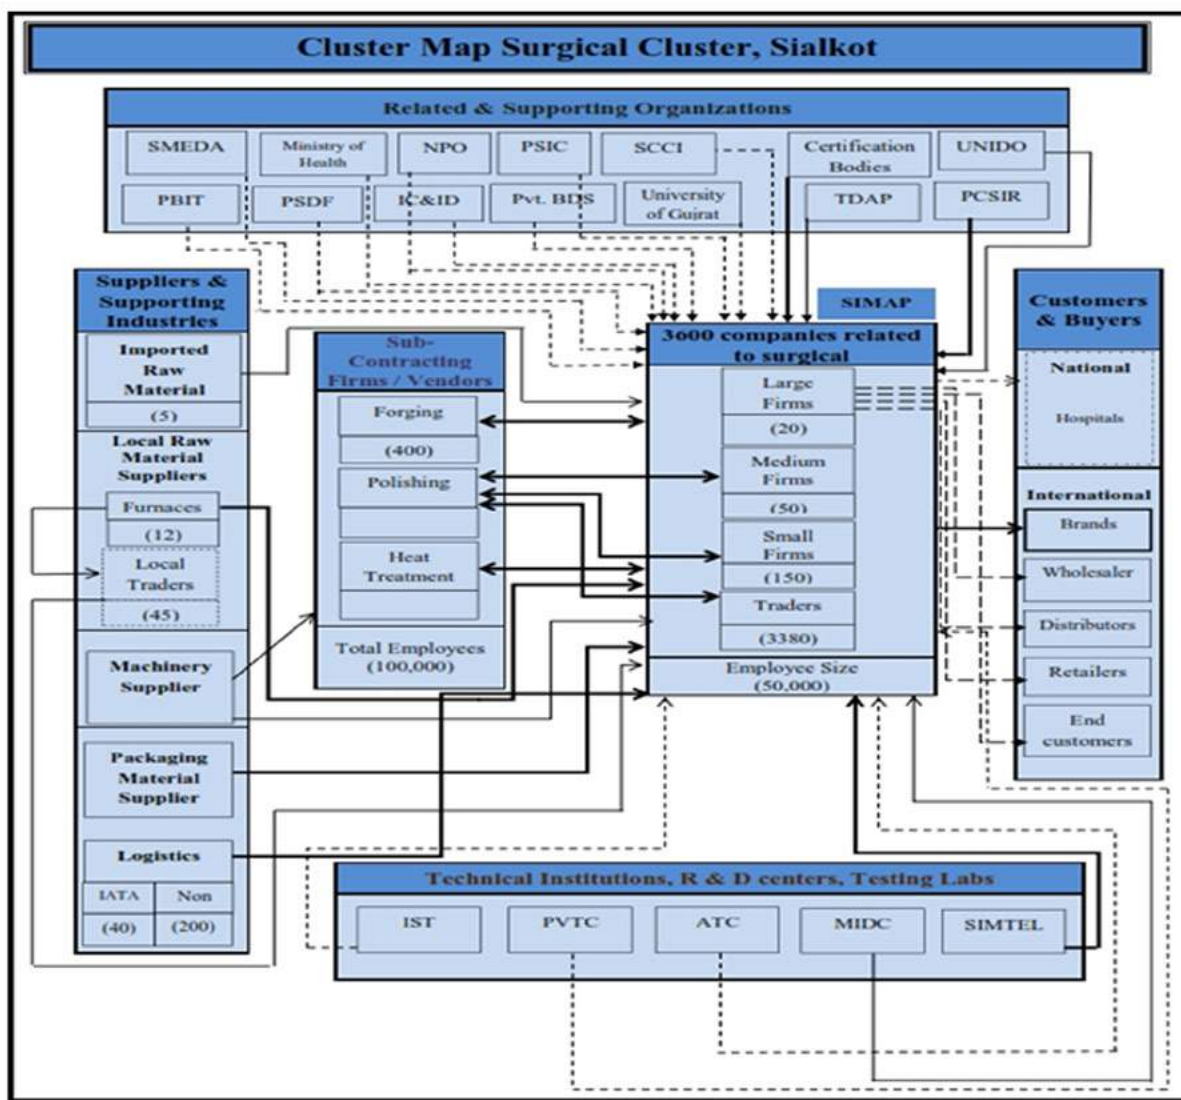 Cluster Map Surgical Cluster, Sialkot
Related & Supporting Organizations
SMEDA
Ministry of
Health
NPO
PSIC
SCCI
Certification
Bodies
UNIDO
PBIT
PSDF
IC&ID
Pvt. BDS
University
of Gujrat
TDAP
PCSIR
Suppliers &
Supporting
Industries
Imported
Raw
Material
(5)
Local Raw
Material
Suppliers
Furnaces
(12)
Local
Traders
(45)
Machinery
Supplier
Packaging
Material
Supplier
Logistics
IATA
Non
(40)
(200)
Sub-
Contracting
Firms / Vendors
Forging
(400)
Polishing
Heat
Treatment
Total Employees
(100,000)
SIMAP
3600 companies related
to surgical
Large
Firms
(20)
Medium
Firms
(50)
Small
Firms
(150)
Traders
(3380)
Employee Size
(50,000)
Customers
& Buyers
National
Hospitals
International
Brands
Wholesaler
Distributors
Retailers
End
customers
Technical Institutions, R & D centers, Testing Labs
IST
PVTC
ATC
MIDC
SIMTEL